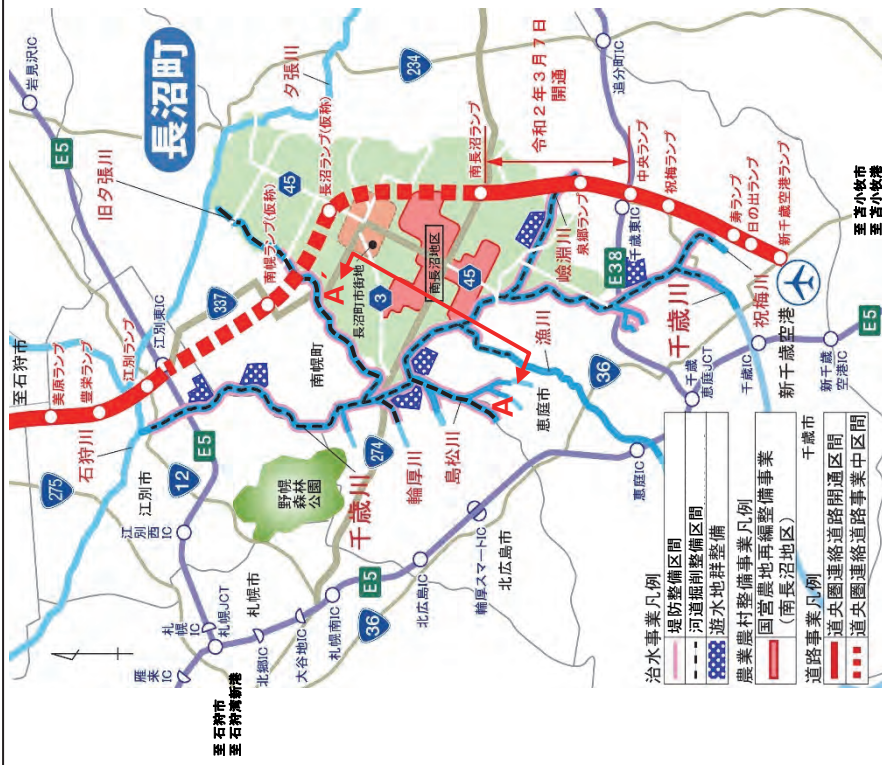 岩見沢IC
E5
長沼町
夕張川
旧夕張川
234
至石狩市
美原ランプ
豊栄ランプ
江別ランプ
江別東IC
337
南幌ランプ(仮称)
長沼ランプ(仮称)
45
南長沼ランプ
令和2年3月7日
開通
追分町IC
中央ランプ
祝梅ランプ
千歳東IC
泉郷ランプ
嶮淵川
寿ランプ
日の出ランプ
新千歳空港ランプ
至 苫小牧市
至 苫小牧港
石狩川
275
江別市
12
E5
江別西IC
野幌
森林
公園
南幌町
長沼町市街地
A
3
南長沼地区
45
E38
千歳川
祝梅川
新千歳空港
274
千歳川
輪厚川
島松川
A'
漁川
恵庭市
36
千歳
恵庭JCT
千歳IC
新千歳
空港IC
E5
雁来
IC
札幌
IC
札幌JCT
札幌市
北郷IC
大谷地IC
札幌南IC
E5
36
北広島IC
輪厚スマートIC
北広島市
恵庭IC
千歳市
至 石狩市
至 石狩湾新港
治水事業凡例
堤防整備区間
河道掘削整備区間
遊水地群整備
農業農村整備事業凡例
国営農地再編整備事業
(南長沼地区)
道路事業凡例
道央圏連絡道路開通区間
道央圏連絡道路事業中区間